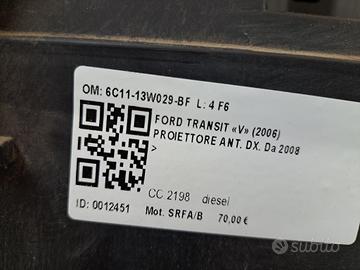 OM: 6C11-13W029-BF L: 4 F6
FORD TRANSIT «V» (2006)
PROIETTORE ANT. DX. Da 2008
>
CC 2198 diesel
ID: 0012451 Mot. SRFA/B 70,00 €
subito